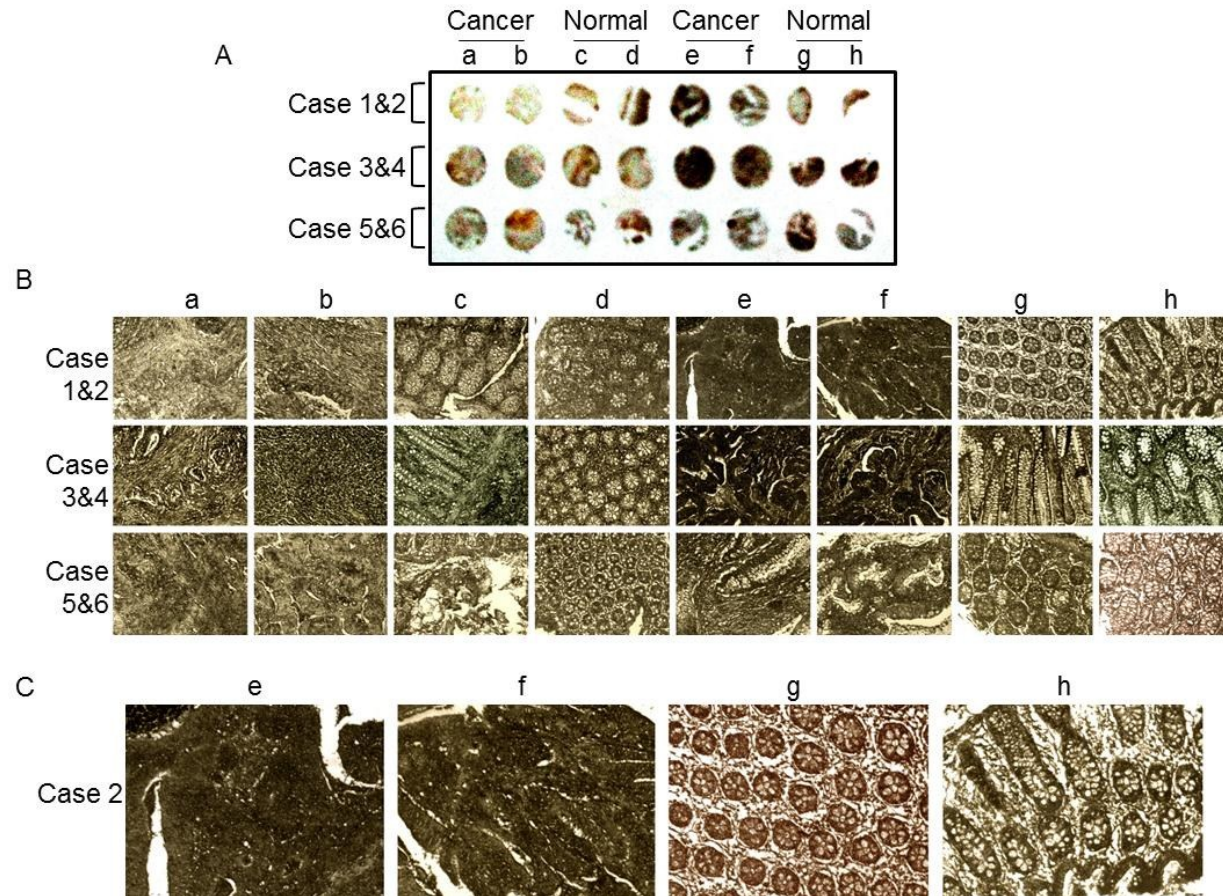 Cancer Normal Cancer Normal
A
a b c d e f g h
Case 1&2
Case 3&4
Case 5&6
B
a b c d e f g h
Case
1&2
Case
3&4
Case
5&6
C
e f g h
Case 2